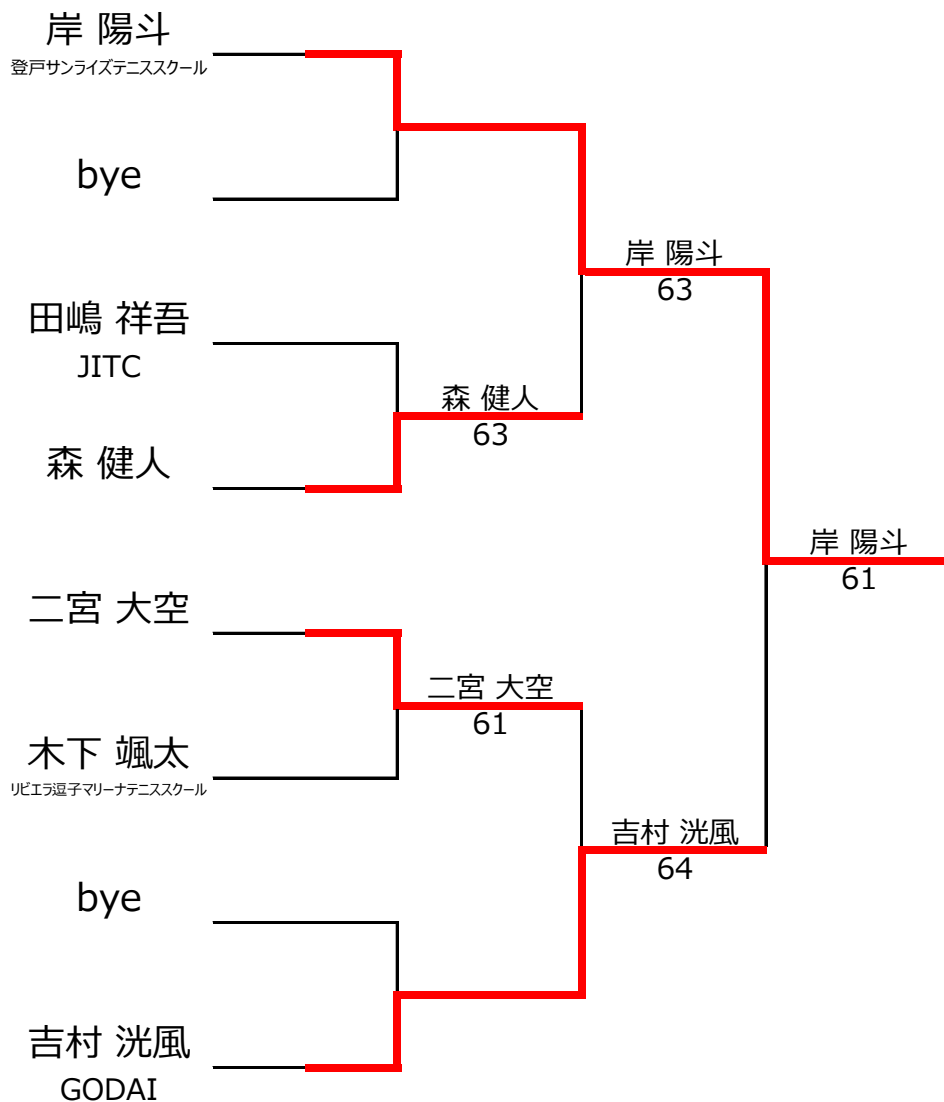 岸 陽斗
登戸サンライズテニススクール
bye
田嶋 祥吾
JITC
森 健人
二宮 大空
木下 颯太
リビエラ逗子マリーナテニススクール
bye
吉村 洸風
GODAI
森 健人
63
二宮 大空
61
岸 陽斗
63
吉村 洸風
64
岸 陽斗
61